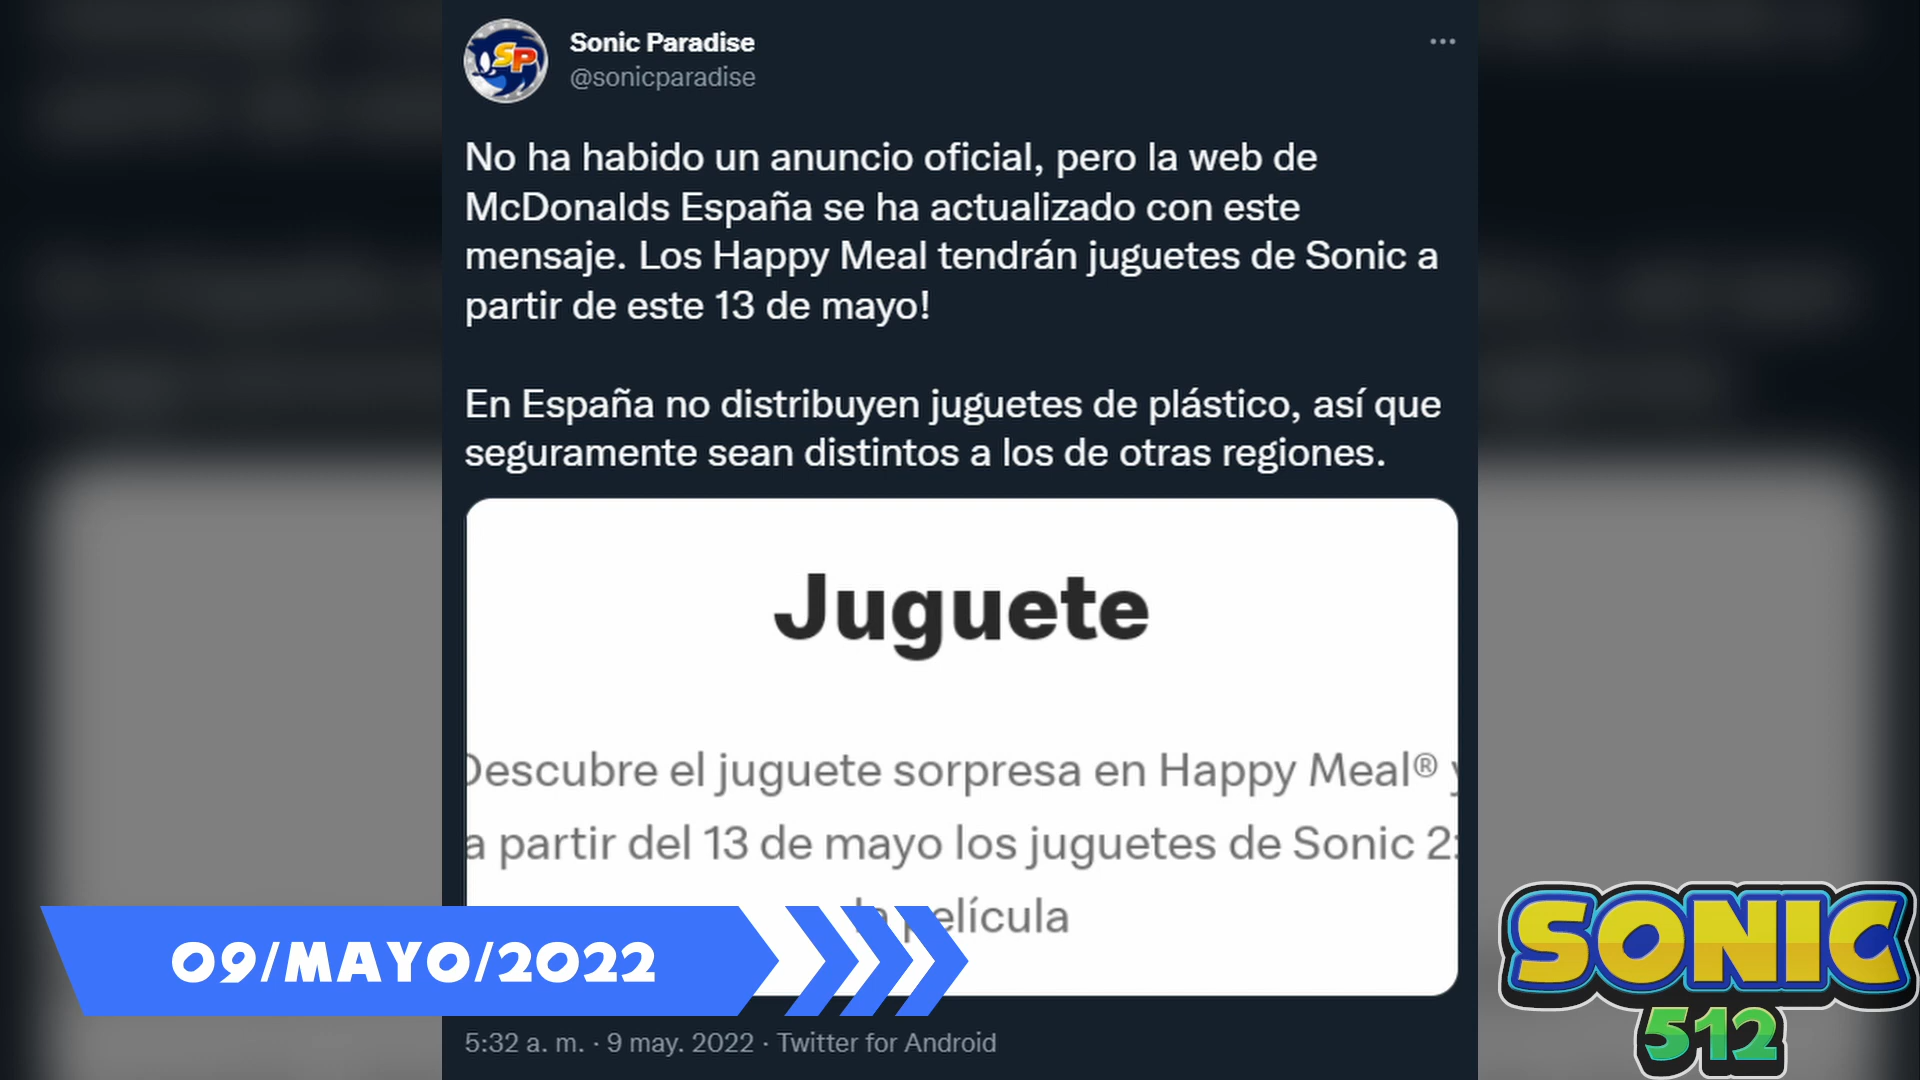 SP
Sonic Paradise
@sonicparadise
No ha habido un anuncio oficial, pero la web de
McDonalds España se ha actualizado con este
mensaje. Los Happy Meal tendrán juguetes de Sonic a
partir de este 13 de mayo!
En España no distribuyen juguetes de plástico, así que
seguramente sean distintos a los de otras regiones.
Juguete
Descubre el juguete sorpresa en Happy Meal® y
a partir del 13 de mayo los juguetes de Sonic 2:
la película
09/MAYO/2022
5:32 a. m. · 9 may. 2022 · Twitter for Android
SONIC
512